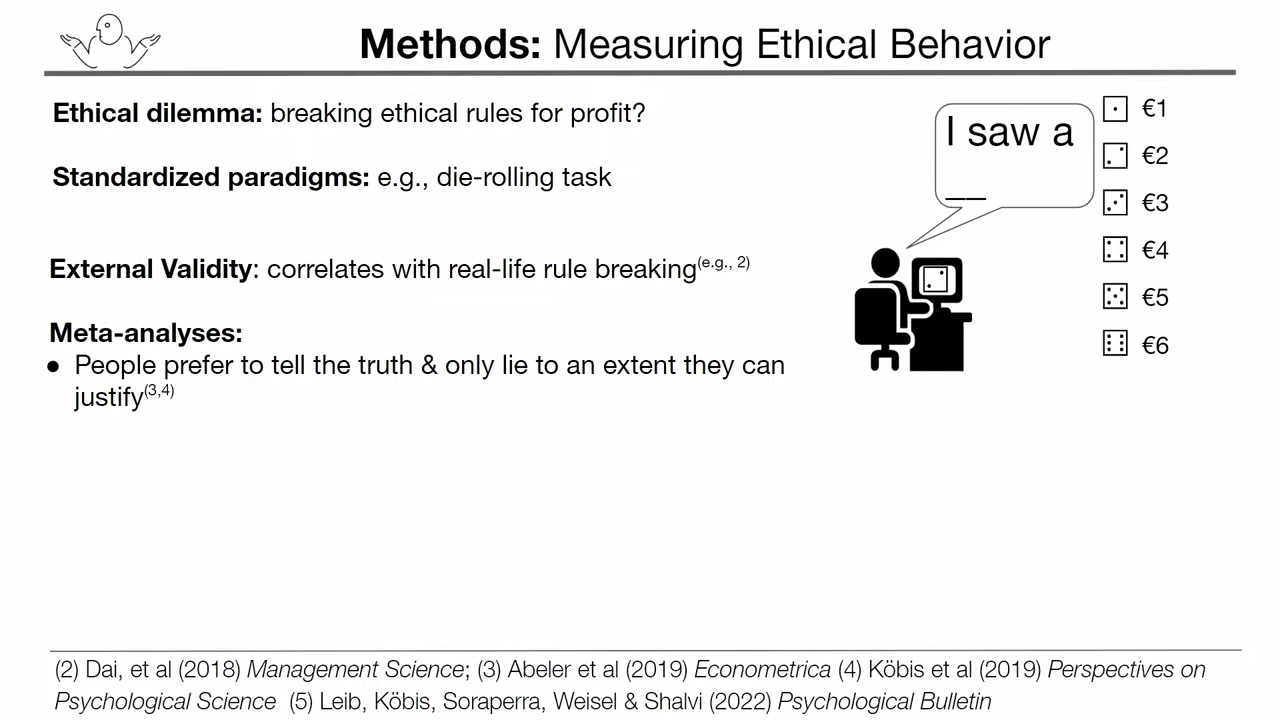 Methods: Measuring Ethical Behavior
Ethical dilemma: breaking ethical rules for profit?
Standardized paradigms: e.g., die-rolling task
External Validity: correlates with real-life rule breaking(e.g., 2)
Meta-analyses:
● People prefer to tell the truth & only lie to an extent they can
justify(3,4)
I saw a
__
€1
€2
€3
€4
€5
€6
(2) Dai, et al (2018) Management Science; (3) Abeler et al (2019) Econometrica (4) Köbis et al (2019) Perspectives on
Psychological Science (5) Leib, Köbis, Soraperra, Weisel & Shalvi (2022) Psychological Bulletin